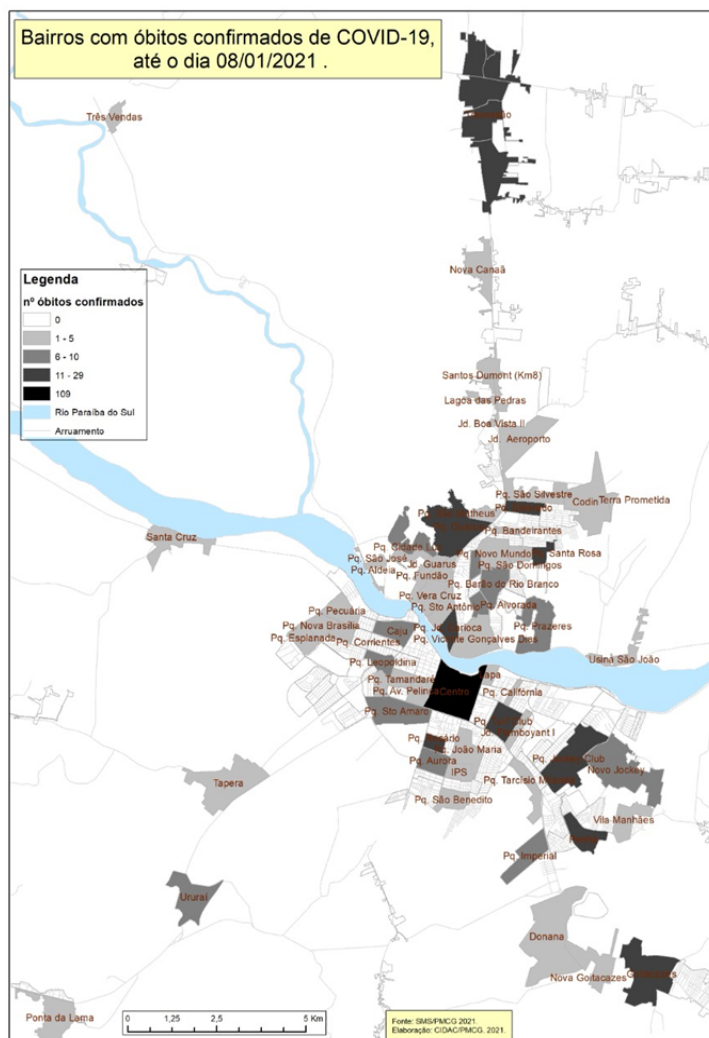 Bairros com óbitos confirmados de COVID-19,
até o dia 08/01/2021 .
Três Vendas
Nova Canaã
Legenda
nº óbitos confirmados
0
1 - 5
6 - 10
11 - 29
109
Rio Paraíba do Sul
Arruamento
Santos Dumont (Km8)
Lagoa das Pedras
Jd. Boa Vista II
Jd. Aeroporto
Pq. São Silvestre
Codin
Terra Prometida
Pq. Bandeirantes
Santa Cruz
Pq. Novo Mundo
Santa Rosa
Pq. São José
Jd. Guarus
Pq. São Domingos
Pq. Aldeia
Pq. Fundão
Pq. Barão do Rio Branco
Pq. Vera Cruz
Pq. Sto Antônio
Pq. Alvorada
Pq. Pecuária
Pq. Nova Brasília
Caju
Pq. Prazeres
Pq. Esplanada
Pq. Corrientes
Pq. Vicente Gonçalves Dias
Pq. Leopoldina
Usina São João
Pq. Tamandaré
Lapa
Pq. Av. Pelinca
Centro
Pq. Califórnia
Pq. Sto Amaro
Pq. Rosário
Pq. João Maria
Pq. Aurora
IPS
Novo Jockey
Tapera
Pq. São Benedito
Vila Manhães
Pq. Imperial
Ururaí
Donana
Nova Goitacazes
Ponta da Lama
0 1,25 2,5 5 Km
Fonte: SMS/PMCG 2021.
Elaboração: CIDAC/PMCG. 2021.